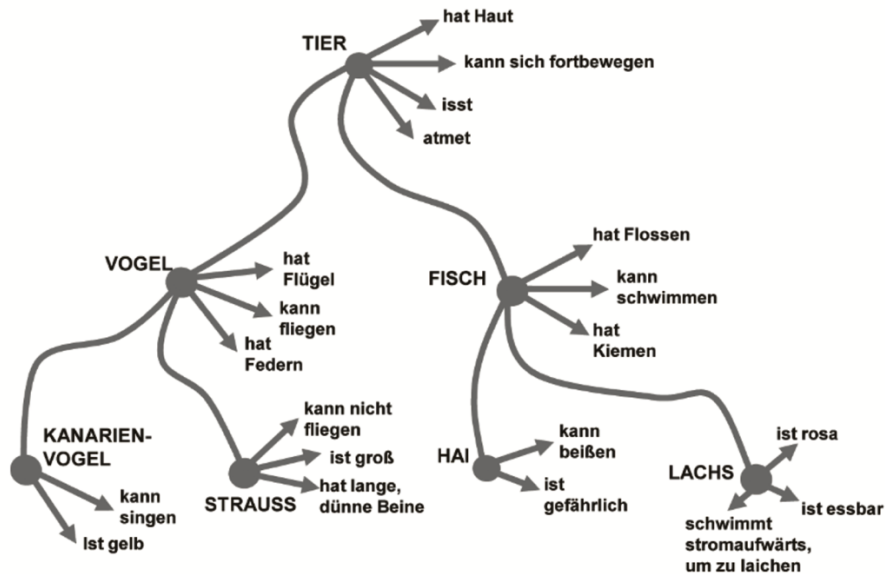 TIER
hat Haut
kann sich fortbewegen
isst
atmet
VOGEL
hat
Flügel
kann
fliegen
hat
Federn
FISCH
hat Flossen
kann
schwimmen
hat
Kiemen
KANARIEN-
VOGEL
kann
singen
Ist gelb
STRAUSS
kann nicht
fliegen
ist groß
hat lange,
dünne Beine
HAI
kann
beißen
ist
gefährlich
LACHS
ist rosa
ist essbar
schwimmt
stromaufwärts,
um zu laichen